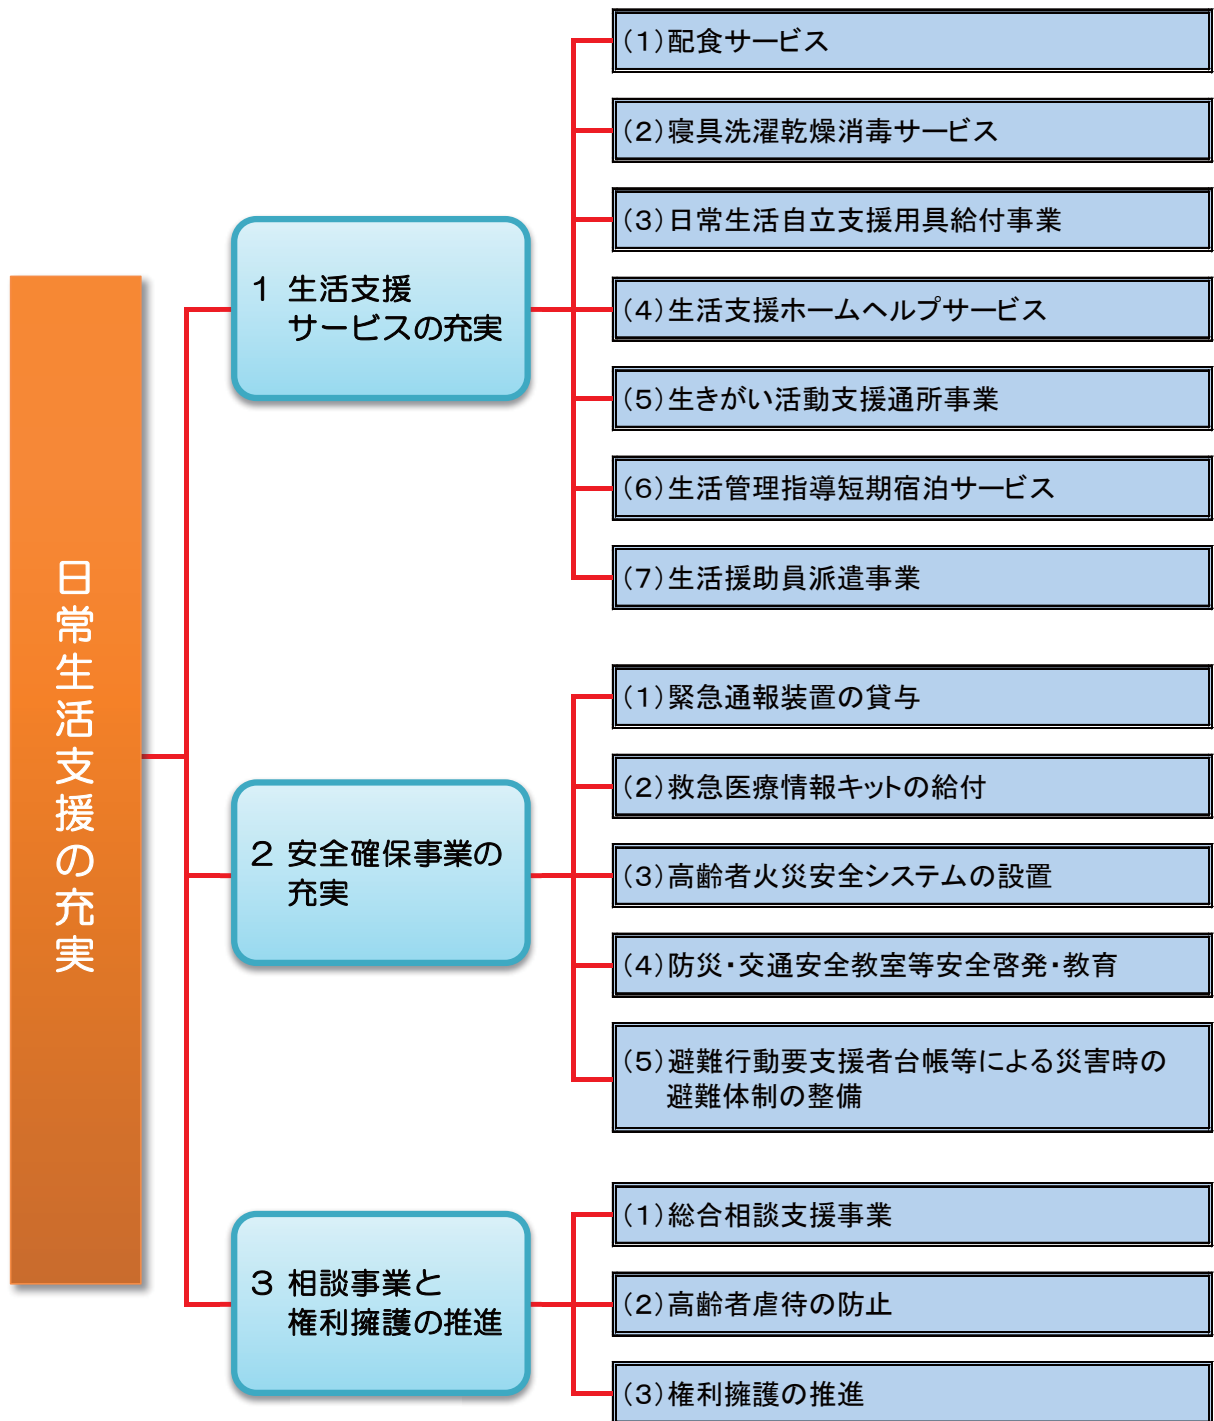 日常生活支援の充実
1 生活支援
サービスの充実
(1)配食サービス
(2)寝具洗濯乾燥消毒サービス
(3)日常生活自立支援用具給付事業
(4)生活支援ホームヘルプサービス
(5)生きがい活動支援通所事業
(6)生活管理指導短期宿泊サービス
(7)生活援助員派遣事業
2 安全確保事業の
充実
(1)緊急通報装置の貸与
(2)救急医療情報キットの給付
(3)高齢者火災安全システムの設置
(4)防災・交通安全教室等安全啓発・教育
(5)避難行動要支援者台帳等による災害時の
避難体制の整備
3 相談事業と
権利擁護の推進
(1)総合相談支援事業
(2)高齢者虐待の防止
(3)権利擁護の推進